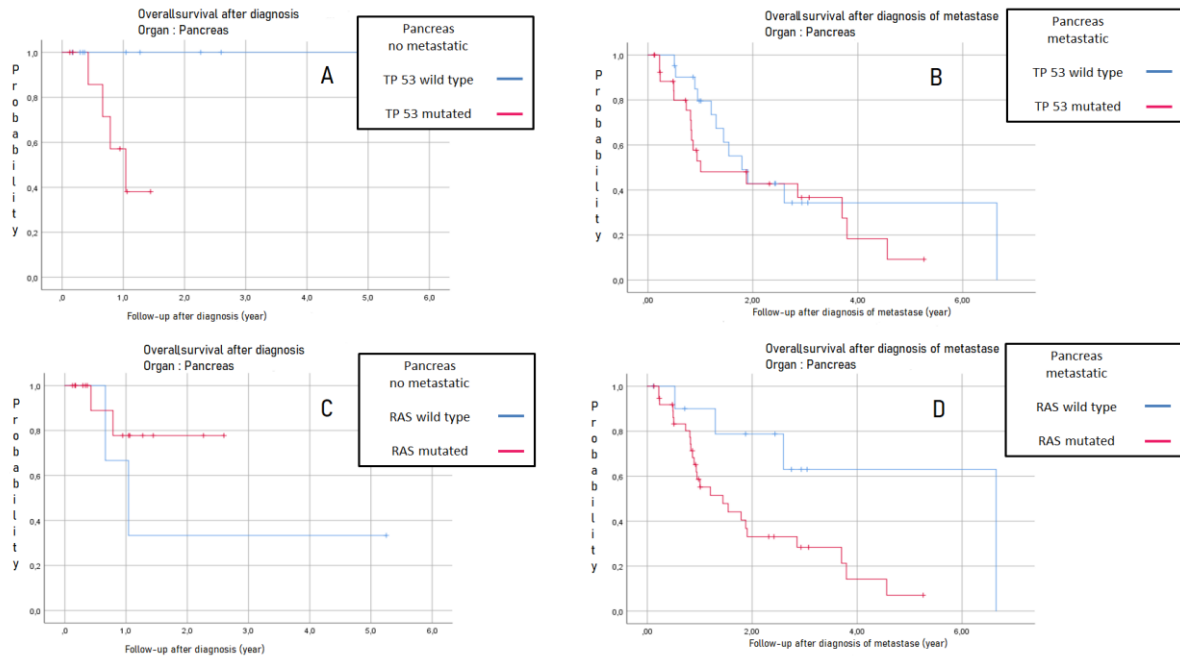 Overallsurvival after diagnosis
Organ : Pancreas
Pancreas
no metastatic
TP 53 wild type
TP 53 mutated
A
Probability
1,0
0,8
0,6
0,4
0,2
0,0
,0 1,0 2,0 3,0 4,0 5,0 6,0
Follow-up after diagnosis (year)
Overallsurvival after diagnosis of metastase
Organ : Pancreas
Pancreas
metastatic
TP 53 wild type
TP 53 mutated
B
Probability
1,0
0,8
0,6
0,4
0,2
0,0
,00 2,00 4,00 6,00
Follow-up after diagnosis of metastase (year)
Overallsurvival after diagnosis
Organ : Pancreas
Pancreas
no metastatic
RAS wild type
RAS mutated
C
Probability
1,0
0,8
0,6
0,4
0,2
0,0
,0 1,0 2,0 3,0 4,0 5,0 6,0
Follow-up after diagnosis (year)
Overallsurvival after diagnosis of metastase
Organ : Pancreas
Pancreas
metastatic
RAS wild type
RAS mutated
D
Probability
1,0
0,8
0,6
0,4
0,2
0,0
,00 2,00 4,00 6,00
Follow-up after diagnosis of metastase (year)